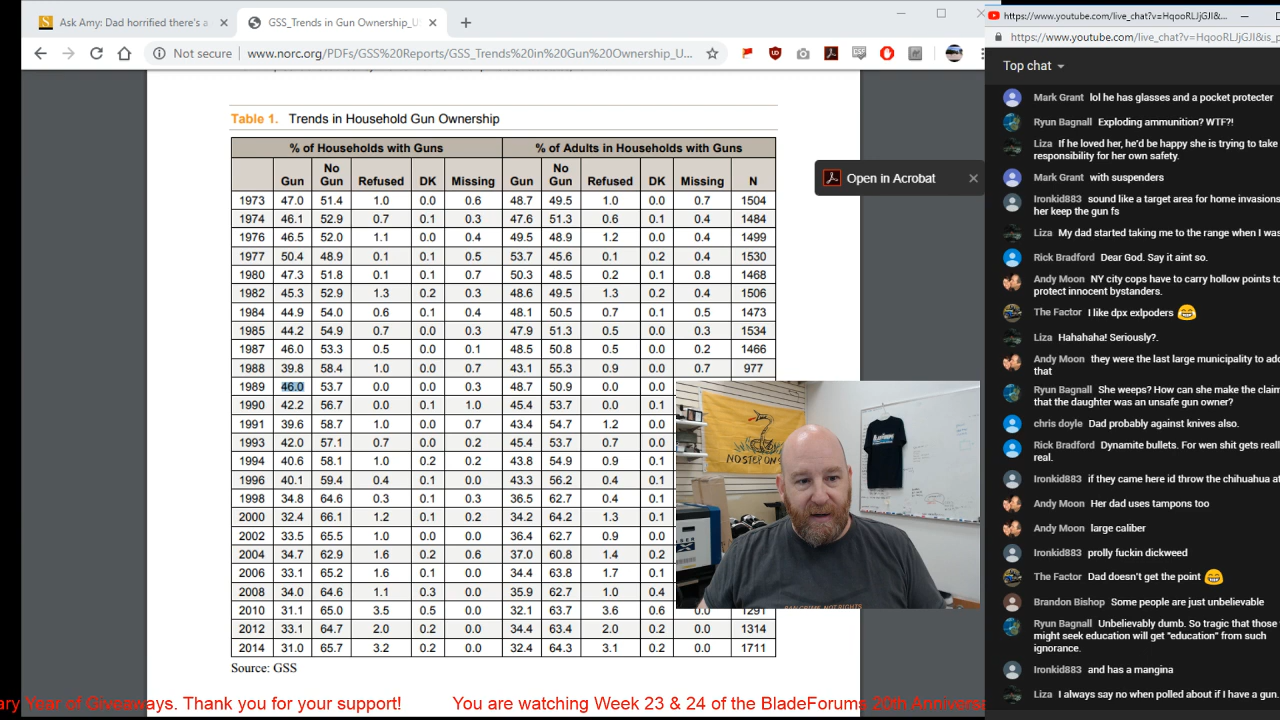 Ask Amy: Dad horrified there's a
GSS_Trends in Gun Ownership_U
https://www.youtube.com/live_chat?v=HqooRLJjGJI&...
Not secure
www.norc.org/PDFs/GSS%20Reports/GSS_Trends%20in%20Gun%20Ownership_U...
https://www.youtube.com/live_chat?v=HqooRLJjGJI&is_p
Top chat
Table 1. Trends in Household Gun Ownership
% of Households with Guns % of Adults in Households with Guns
Gun No Gun Refused DK Missing Gun No Gun Refused DK Missing N
1973 47.0 51.4 1.0 0.0 0.6 48.7 49.5 1.0 0.0 0.7 1504
1974 46.1 52.9 0.7 0.1 0.3 47.6 51.3 0.6 0.1 0.4 1484
1976 46.5 52.0 1.1 0.0 0.4 49.5 48.9 1.2 0.0 0.4 1499
1977 50.4 48.9 0.1 0.1 0.5 53.7 45.6 0.1 0.2 0.4 1530
1980 47.3 51.8 0.1 0.1 0.7 50.3 48.5 0.2 0.1 0.8 1468
1982 45.3 52.9 1.3 0.2 0.3 48.6 49.5 1.3 0.2 0.4 1506
1984 44.9 54.0 0.6 0.1 0.4 48.1 50.5 0.7 0.1 0.5 1473
1985 44.2 54.9 0.7 0.0 0.2 47.9 51.3 0.5 0.0 0.3 1534
1987 46.0 53.3 0.5 0.0 0.1 48.5 50.8 0.5 0.0 0.2 1466
1988 39.8 58.4 1.0 0.0 0.7 43.1 55.3 0.9 0.0 0.7 977
1989 46.0 53.7 0.0 0.0 0.3 48.7 50.9 0.0 0.0
1990 42.2 56.7 0.0 0.1 1.0 45.4 53.7 0.0 0.1
1991 39.6 58.7 1.0 0.0 0.7 43.4 54.7 1.2 0.0
1993 42.0 57.1 0.7 0.0 0.2 45.4 53.7 0.7 0.0
1994 40.6 58.1 1.0 0.2 0.2 43.8 54.9 0.9 0.1
1996 40.1 59.4 0.4 0.1 0.0 43.3 56.2 0.4 0.1
1998 34.8 64.6 0.3 0.1 0.3 36.5 62.7 0.4 0.1
2000 32.4 66.1 1.2 0.1 0.2 34.2 64.2 1.3 0.1
2002 33.5 65.5 1.0 0.0 0.0 36.4 62.7 0.9 0.0
2004 34.7 62.9 1.6 0.2 0.6 37.0 60.8 1.4 0.2
2006 33.1 65.2 1.6 0.1 0.0 34.4 63.8 1.7 0.1
2008 34.0 64.6 1.1 0.3 0.0 35.9 62.7 1.0 0.4
2010 31.1 65.0 3.5 0.5 0.0 32.1 63.7 3.6 0.6 0.0 1291
2012 33.1 64.7 2.0 0.2 0.0 34.4 63.4 2.0 0.2 0.0 1314
2014 31.0 65.7 3.2 0.2 0.0 32.4 64.3 3.1 0.2 0.0 1711
Source: GSS
Open in Acrobat
NO STEP ON
Mark Grant lol he has glasses and a pocket protecter
Ryun Bagnall Exploding ammunition? WTF?!
Liza If he loved her, he'd be happy she is trying to take
responsibility for her own safety.
Mark Grant with suspenders
Ironkid883 sound like a target area for home invasions
her keep the gun fs
Liza My dad started taking me to the range when I was
Rick Bradford Dear God. Say it aint so.
Andy Moon NY city cops have to carry hollow points to
protect innocent bystanders.
The Factor I like dpx exlpoders 😂
Liza Hahahaha! Seriously?.
Andy Moon they were the last large municipality to ado
that
Ryun Bagnall She weeps? How can she make the claim
that the daughter was an unsafe gun owner?
chris doyle Dad probably against knives also.
Rick Bradford Dynamite bullets. For wen shit gets reall
real.
Ironkid883 if they came here id throw the chihuahua at
Andy Moon Her dad uses tampons too
Andy Moon large caliber
Ironkid883 prolly fuckin dickweed
The Factor Dad doesn't get the point 😂
Brandon Bishop Some people are just unbelievable
Ryun Bagnall Unbelievably dumb. So tragic that those
might seek education will get "education" from such
ignorance.
Ironkid883 and has a mangina
Liza I always say no when polled about if I have a gun.
ary Year of Giveaways. Thank you for your support! You are watching Week 23 & 24 of the BladeForums 20th Annivers